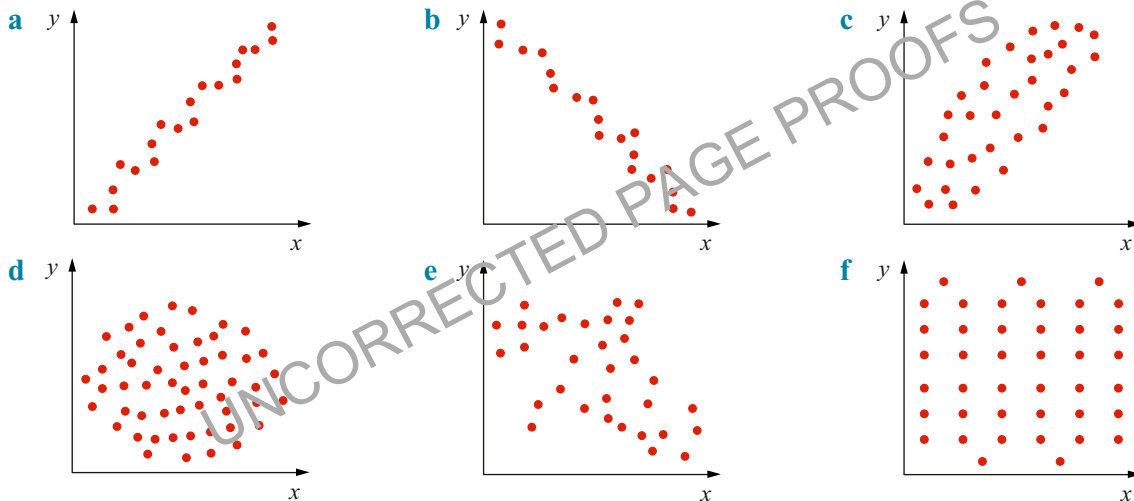 a y x
b y x
c y x
d y x
e y x
f y x
UNCORRECTED PAGE PROOFS